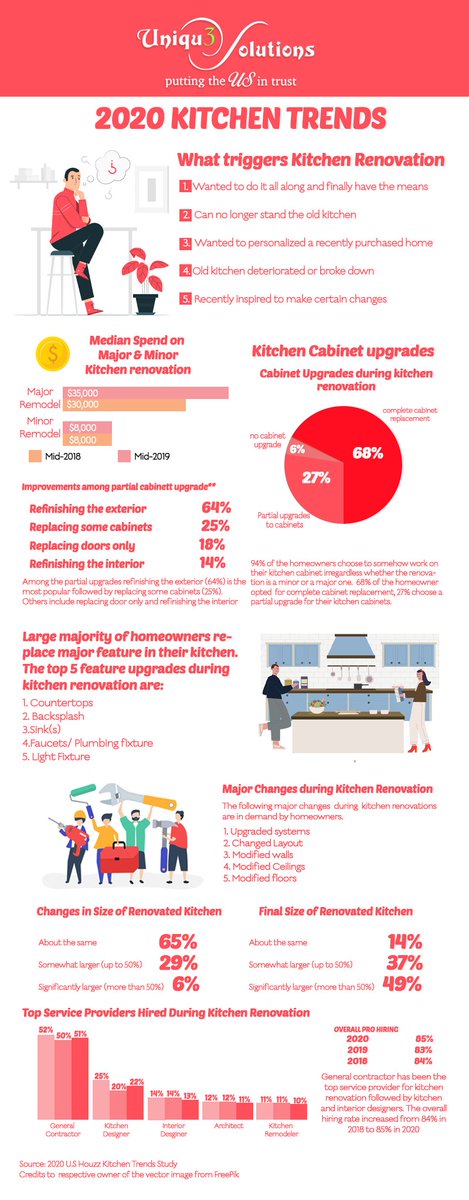 Uniqu3 Solutions
putting the US in trust
2020 KITCHEN TRENDS
What triggers Kitchen Renovation
1. Wanted to do it all along and finally have the means
2. Can no longer stand the old kitchen
3. Wanted to personalized a recently purchased home
4. Old kitchen deteriorated or broke down
5. Recently inspired to make certain changes
$
Median Spend on
Major & Minor
Kitchen renovation
Major
Remodel
$35,000
$30,000
Minor
Remodel
$8,000
$8,000
Mid-2018
Mid-2019
Improvements among partial cabinett upgrade**
Refinishing the exterior 64%
Replacing some cabinets 25%
Replacing doors only 18%
Refinishing the interior 14%
Among the partial upgrades refinishing the exterior (64%) is the
most popular followed by replacing some cabinets (25%).
Others include replacing door only and refinishing the interior
Kitchen Cabinet upgrades
Cabinet Upgrades during kitchen
renovation
complete cabinet
replacement
no cabinet
upgrade
6%
68%
27%
Partial upgrades
to cabinets
94% of the homeowners choose to somehow work on
their kitchen cabinet irregardless whether the renova-
tion is a minor or a major one. 68% of the homeowner
opted for complete cabinet replacement, 27% choose a
partial upgrade for their kitchen cabinets.
Large majority of homeowners re-
place major feature in their kitchen.
The top 5 feature upgrades during
kitchen renovation are:
1. Countertops
2. Backsplash
3.Sink(s)
4.Faucets/ Plumbing fixture
5. Light Fixture
Major Changes during Kitchen Renovation
The following major changes during kitchen renovations
are in demand by homeowners.
1. Upgraded systems
2. Changed Layout
3. Modified walls
4. Modified Ceilings
5. Modified floors
Changes in Size of Renovated Kitchen
About the same 65%
Somewhat larger (up to 50%) 29%
Significantly larger (more than 50%) 6%
Final Size of Renovated Kitchen
About the same 14%
Somewhat larger (up to 50%) 37%
Significantly larger (more than 50%) 49%
Top Service Providers Hired During Kitchen Renovation
52% 50% 51%
25% 20% 22%
14% 14% 13%
12% 12% 11%
11% 11% 10%
General
Contractor
Kitchen
Designer
Interior
Desginer
Architect
Kitchen
Remodeler
OVERALL PRO HIRING
2020 85%
2019 83%
2018 84%
General contractor has been the
top service provider for kitchen
renovation followed by kitchen
and interior designers. The overall
hiring rate increased from 84% in
2018 to 85% in 2020
Source: 2020 U.S Houzz Kitchen Trends Study
Credits to respective owner of the vector image from FreePik